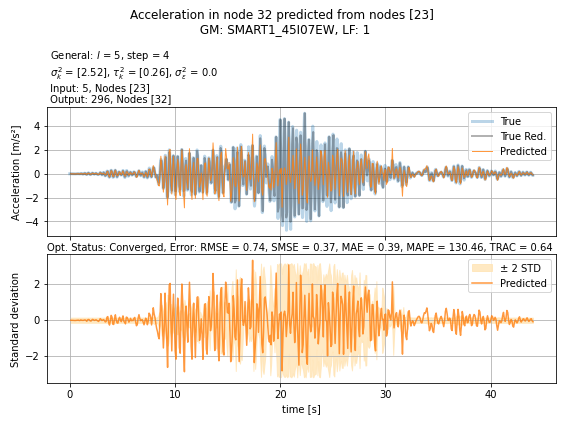 Acceleration in node 32 predicted from nodes [23]
GM: SMART1_45I07EW, LF: 1
General: l = 5, step = 4
σ²ₖ = [2.52], τ²ₖ = [0.26], σ²ε = 0.0
Input: 5, Nodes [23]
Output: 296, Nodes [32]
Acceleration [m/s²]
4
2
0
−2
−4
True
True Red.
Predicted
Opt. Status: Converged, Error: RMSE = 0.74, SMSE = 0.37, MAE = 0.39, MAPE = 130.46, TRAC = 0.64
Standard deviation
2
0
−2
± 2 STD
Predicted
0
10
20
30
40
time [s]